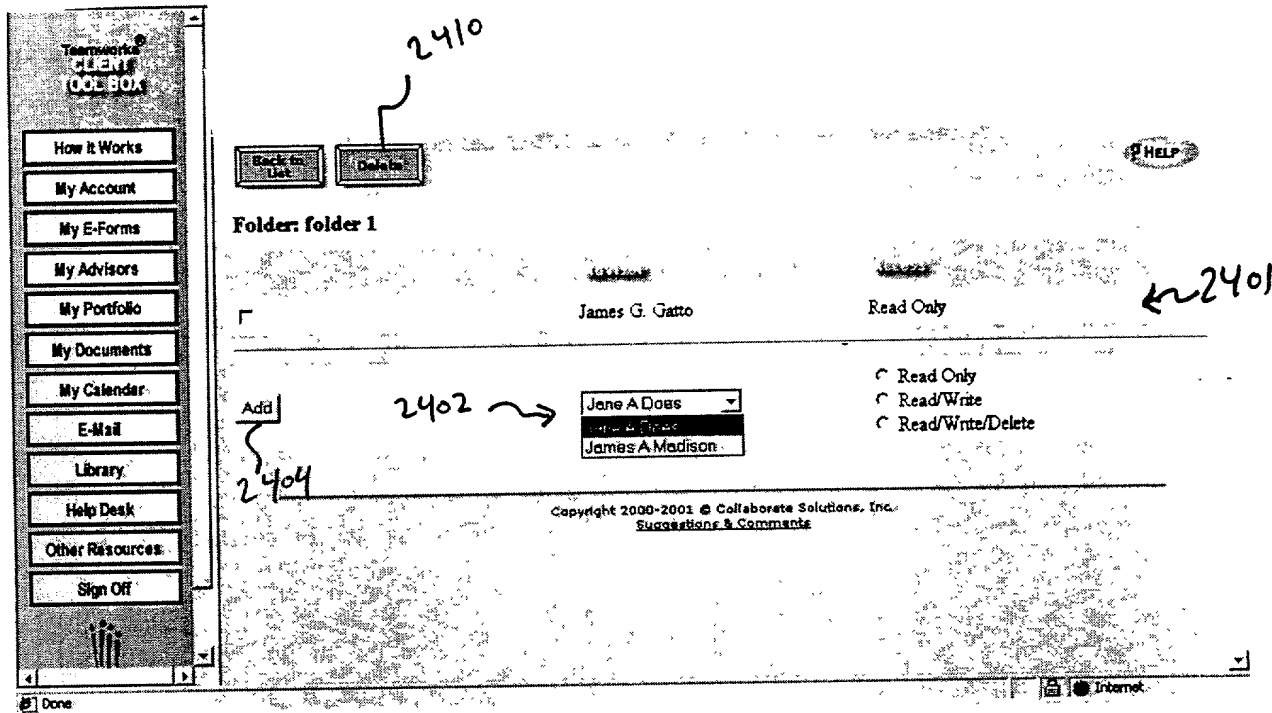 Teamworks®
CLIENT
TOOL BOX
How It Works
My Account
My E-Forms
My Advisors
My Portfolio
My Documents
My Calendar
E-Mail
Library
Help Desk
Other Resources
Sign Off
2410
Back to
List
Delete
HELP
Folder: folder 1
2401
James G. Gatto
Read Only
Add
2404
2402
Jane A Does
Jane A Does
James A Madison
Read Only
Read/Write
Read/Write/Delete
Copyright 2000-2001 © Collaborate Solutions, Inc.
Suggestions & Comments
Done
Internet